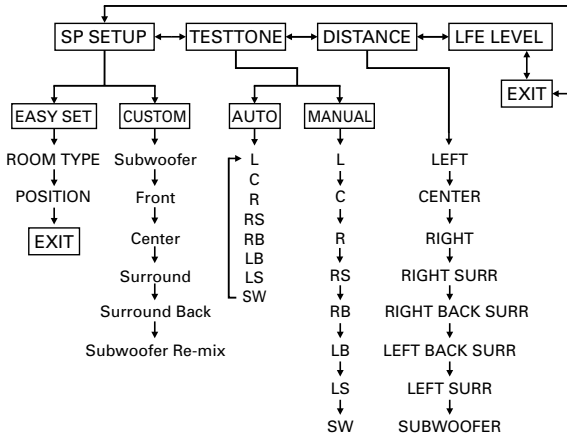 SP SETUP
TESTTONE
DISTANCE
LFE LEVEL
EXIT
EASY SET
CUSTOM
AUTO
MANUAL
ROOM TYPE
POSITION
EXIT
Subwoofer
Front
Center
Surround
Surround Back
Subwoofer Re-mix
L
C
R
RS
RB
LB
LS
SW
L
C
R
RS
RB
LB
LS
SW
LEFT
CENTER
RIGHT
RIGHT SURR
RIGHT BACK SURR
LEFT BACK SURR
LEFT SURR
SUBWOOFER